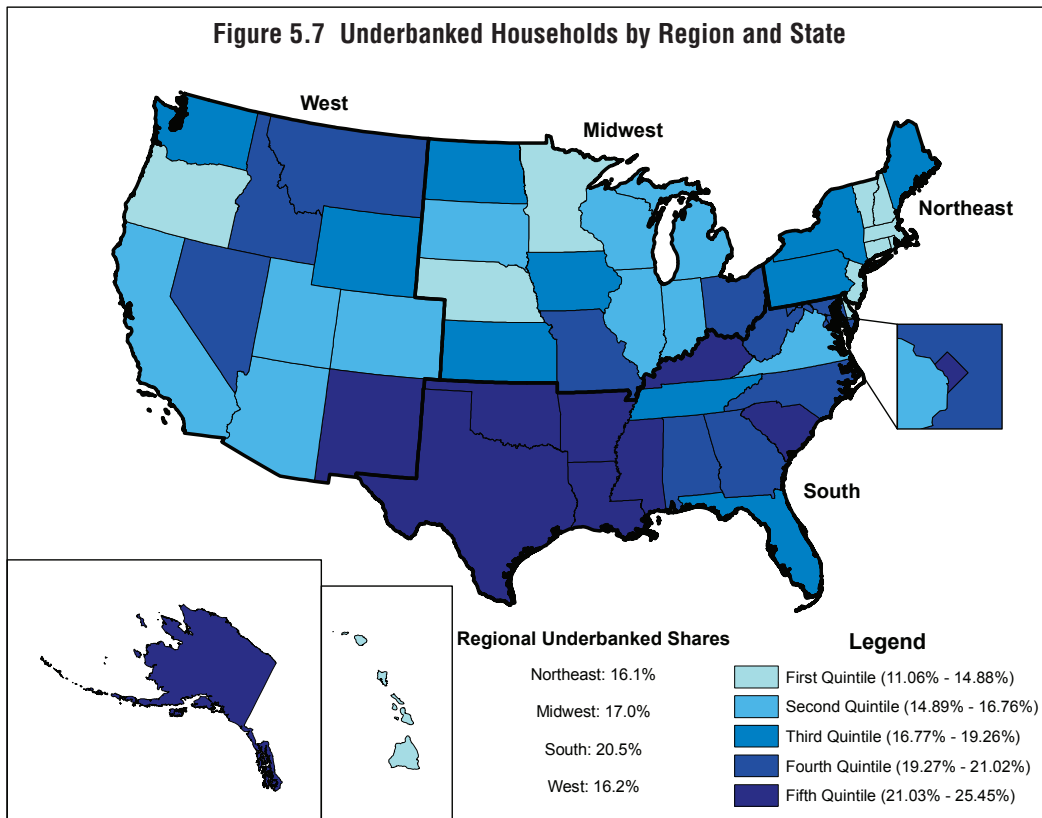 Figure 5.7 Underbanked Households by Region and State
West
Midwest
Northeast
South
Regional Underbanked Shares
Northeast: 16.1%
Midwest: 17.0%
South: 20.5%
West: 16.2%
Legend
First Quintile (11.06% - 14.88%)
Second Quintile (14.89% - 16.76%)
Third Quintile (16.77% - 19.26%)
Fourth Quintile (19.27% - 21.02%)
Fifth Quintile (21.03% - 25.45%)